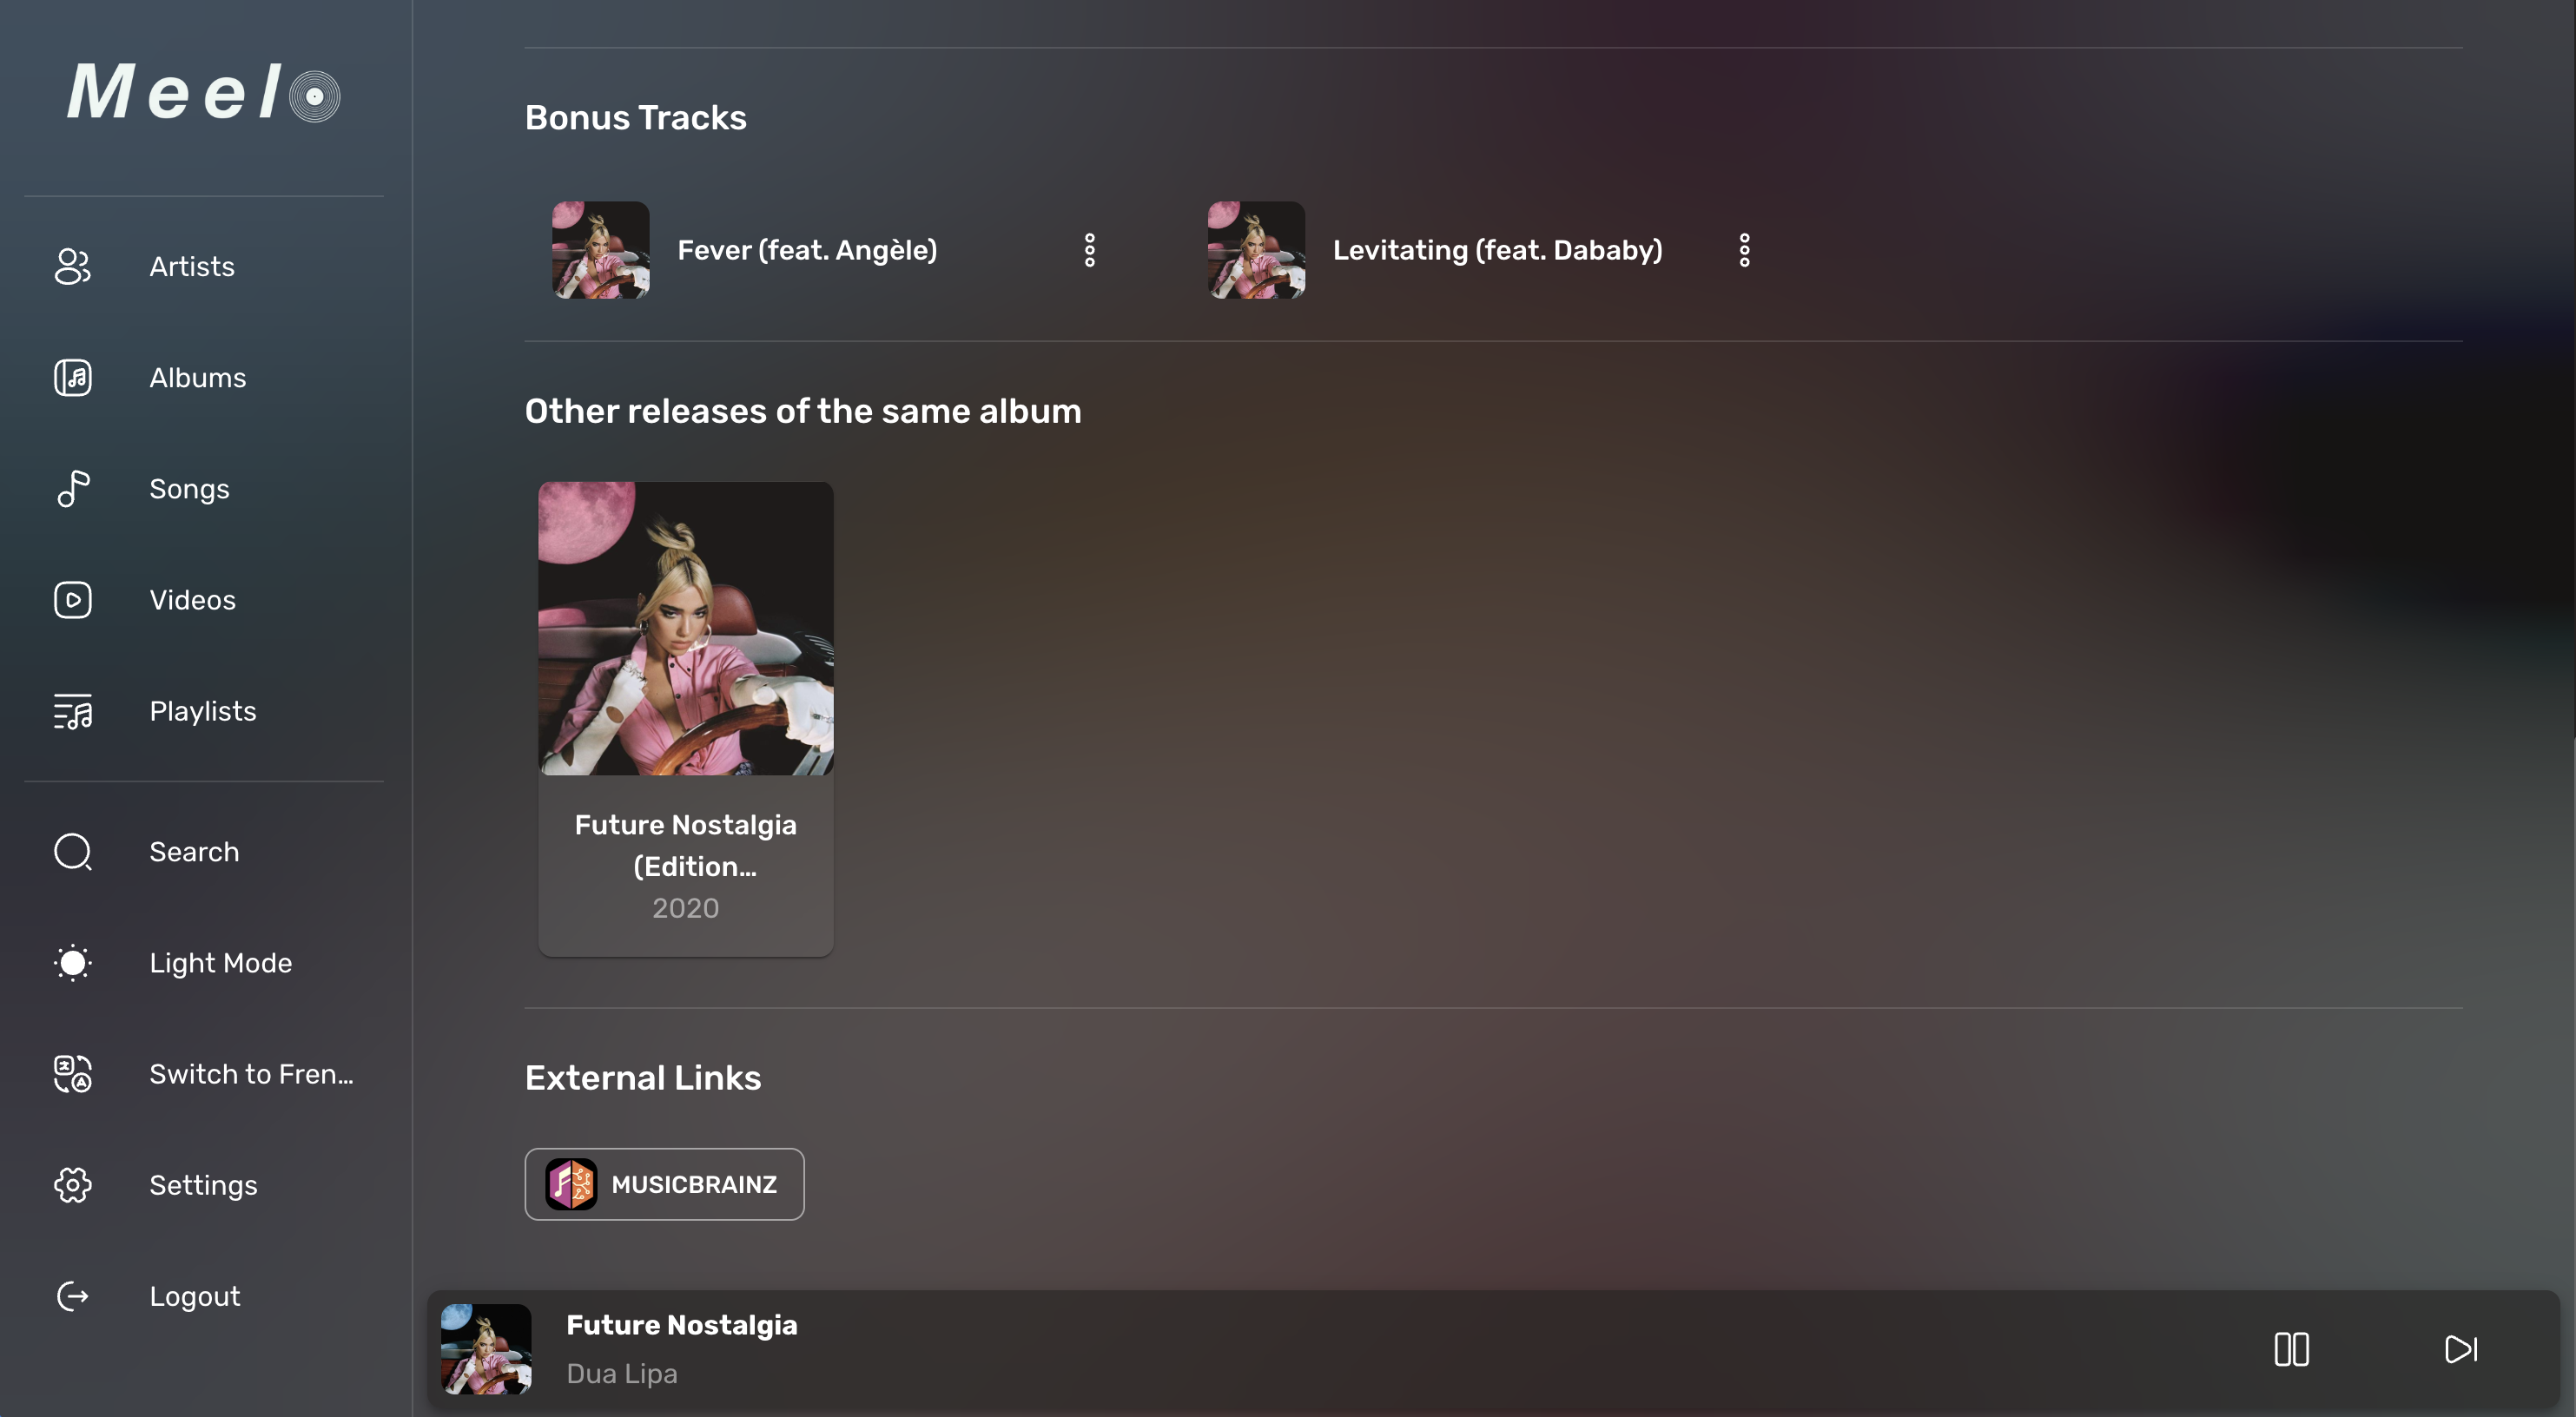 Meelo
Artists
Albums
Songs
Videos
Playlists
Search
Light Mode
Switch to Fren...
Settings
Logout
Bonus Tracks
Fever (feat. Angèle)
Levitating (feat. Dababy)
Other releases of the same album
Future Nostalgia
(Edition...
2020
External Links
MUSICBRAINZ
Future Nostalgia
Dua Lipa